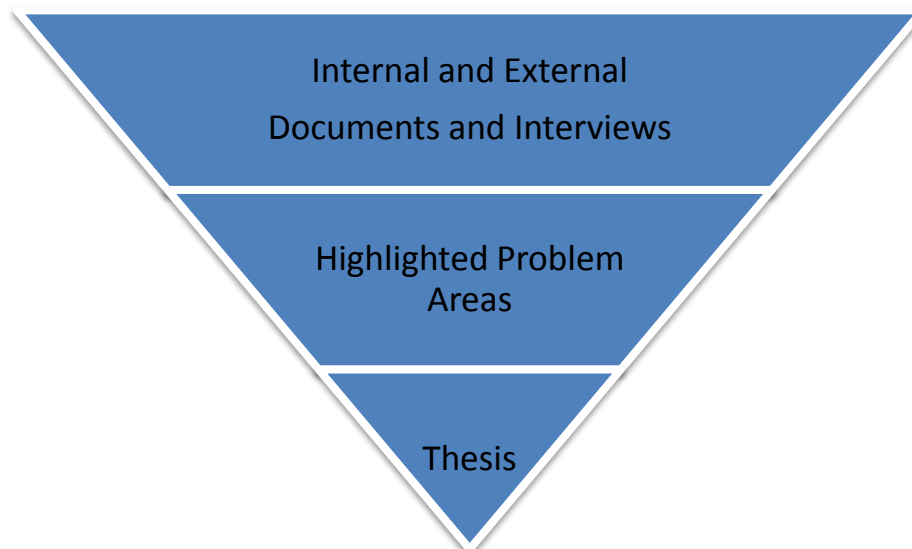 Internal and External
Documents and Interviews
Highlighted Problem
Areas
Thesis